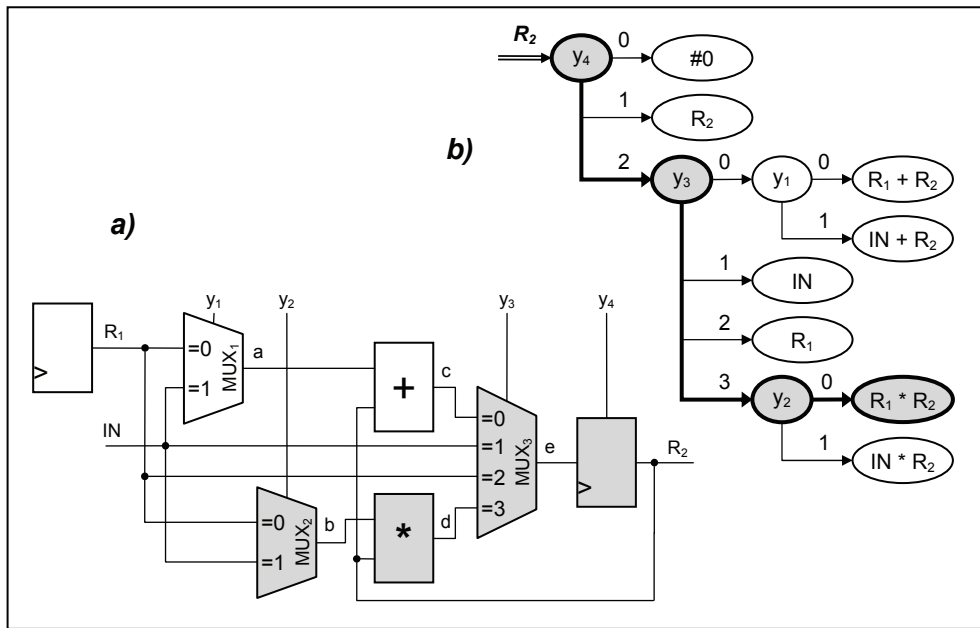 R₂
y₄
0
#0
1
R₂
b)
2
y₃
0
y₁
0
R₁ + R₂
1
IN + R₂
a)
1
IN
2
R₁
3
y₂
0
R₁ * R₂
1
IN * R₂
y₁
y₂
y₃
y₄
R₁
=0
=1
MUX₁
a
+
c
IN
=0
=1
=2
=3
MUX₃
e
R₂
=0
=1
MUX₂
b
*
d